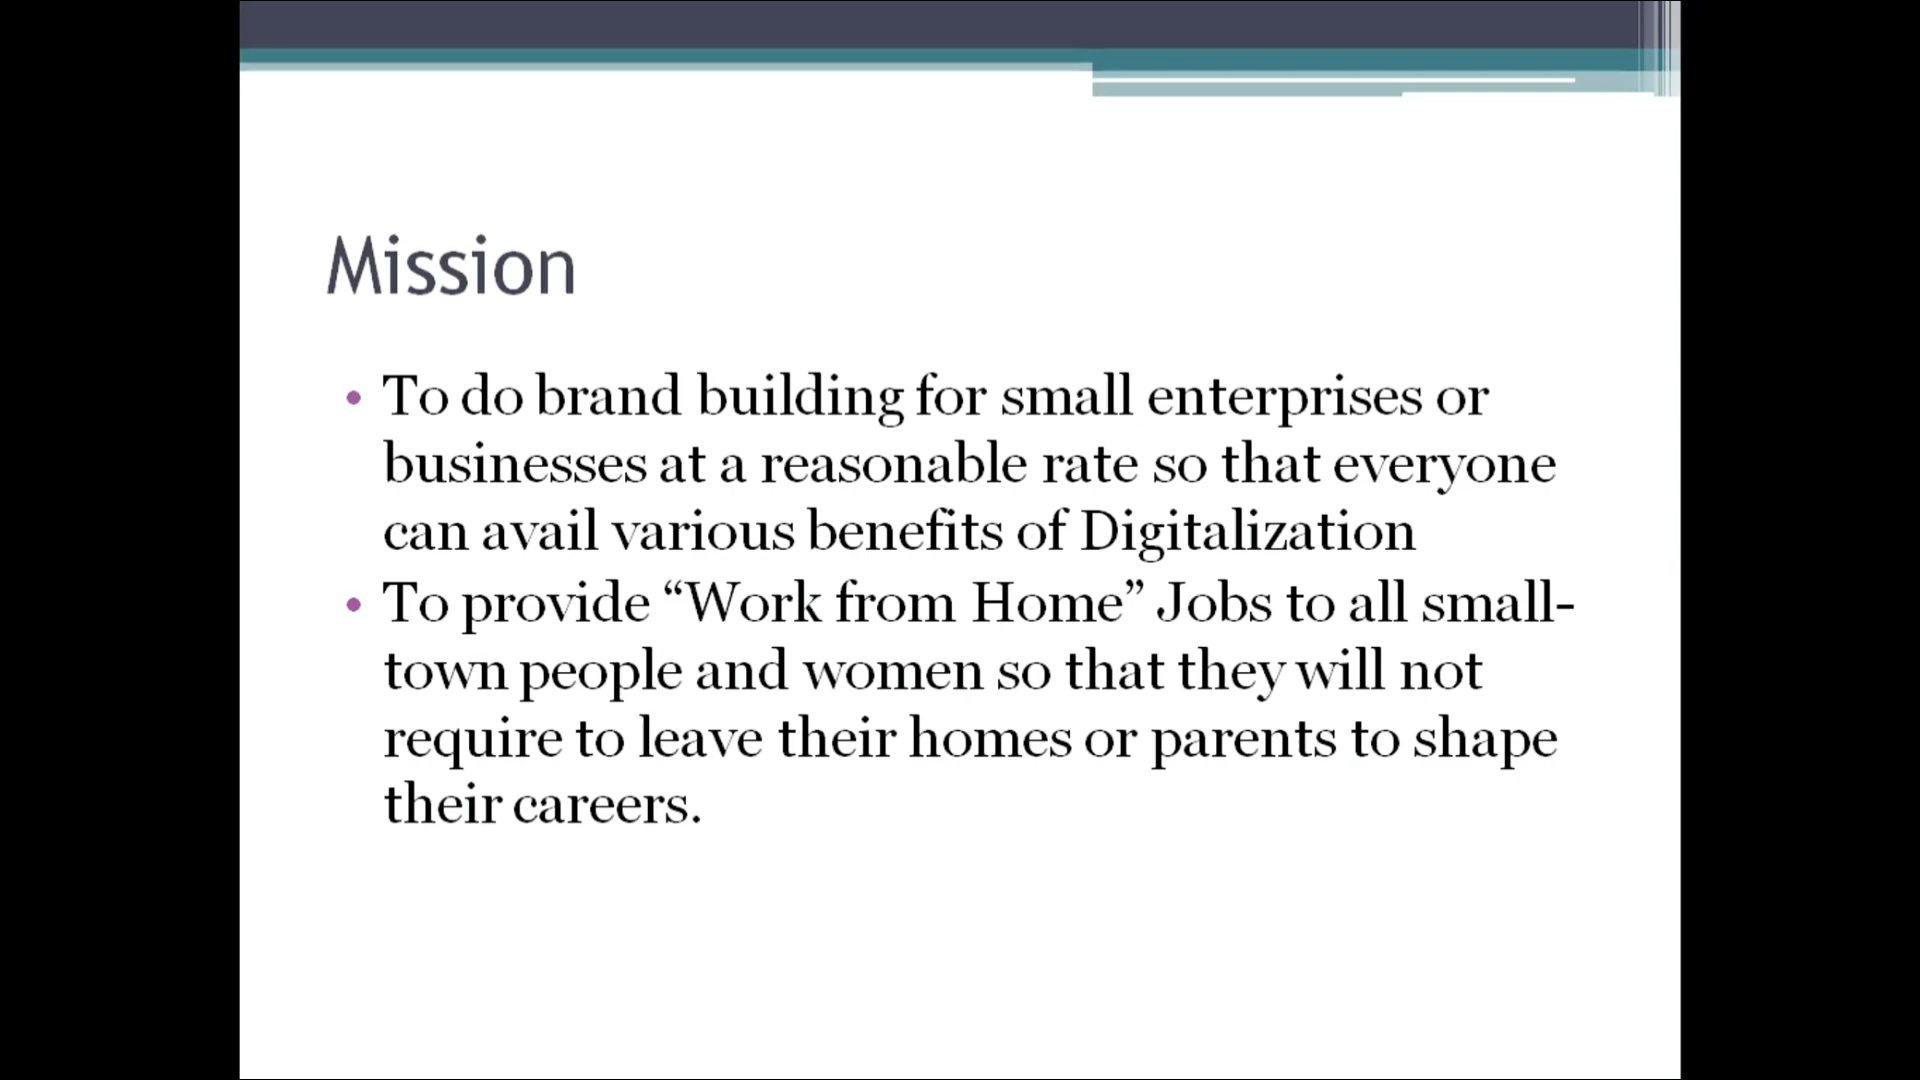 Mission
• To do brand building for small enterprises or
businesses at a reasonable rate so that everyone
can avail various benefits of Digitalization
• To provide “Work from Home” Jobs to all small-
town people and women so that they will not
require to leave their homes or parents to shape
their careers.